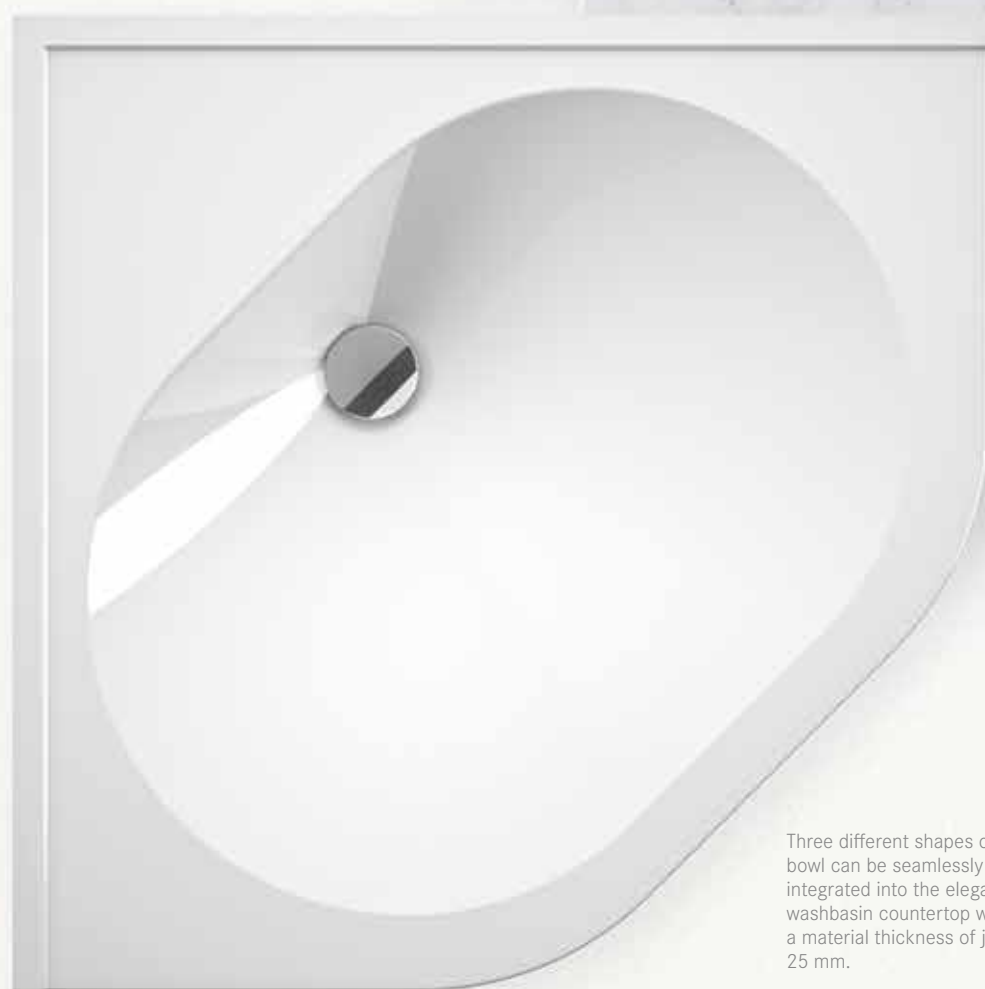 Three different shapes
bowl can be seamlessly
integrated into the
washbasin countertop
a material thickness of
25 mm.